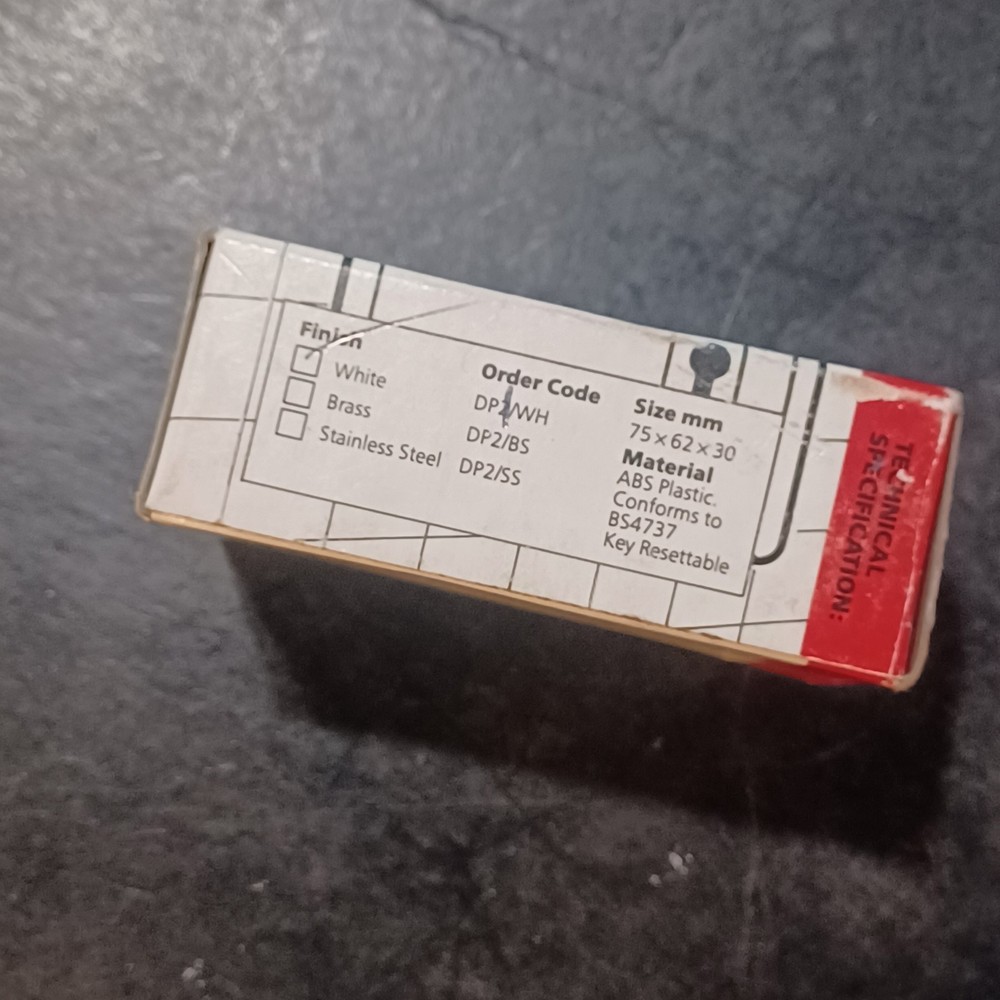 Finish
White
Brass
Stainless Steel
Order Code
DP2/WH
DP2/BS
DP2/SS
Size mm
75 x 62 x 30
Material
ABS Plastic.
Conforms to
BS4737
Key Resettable
TECHNICAL
SPECIFICATION: